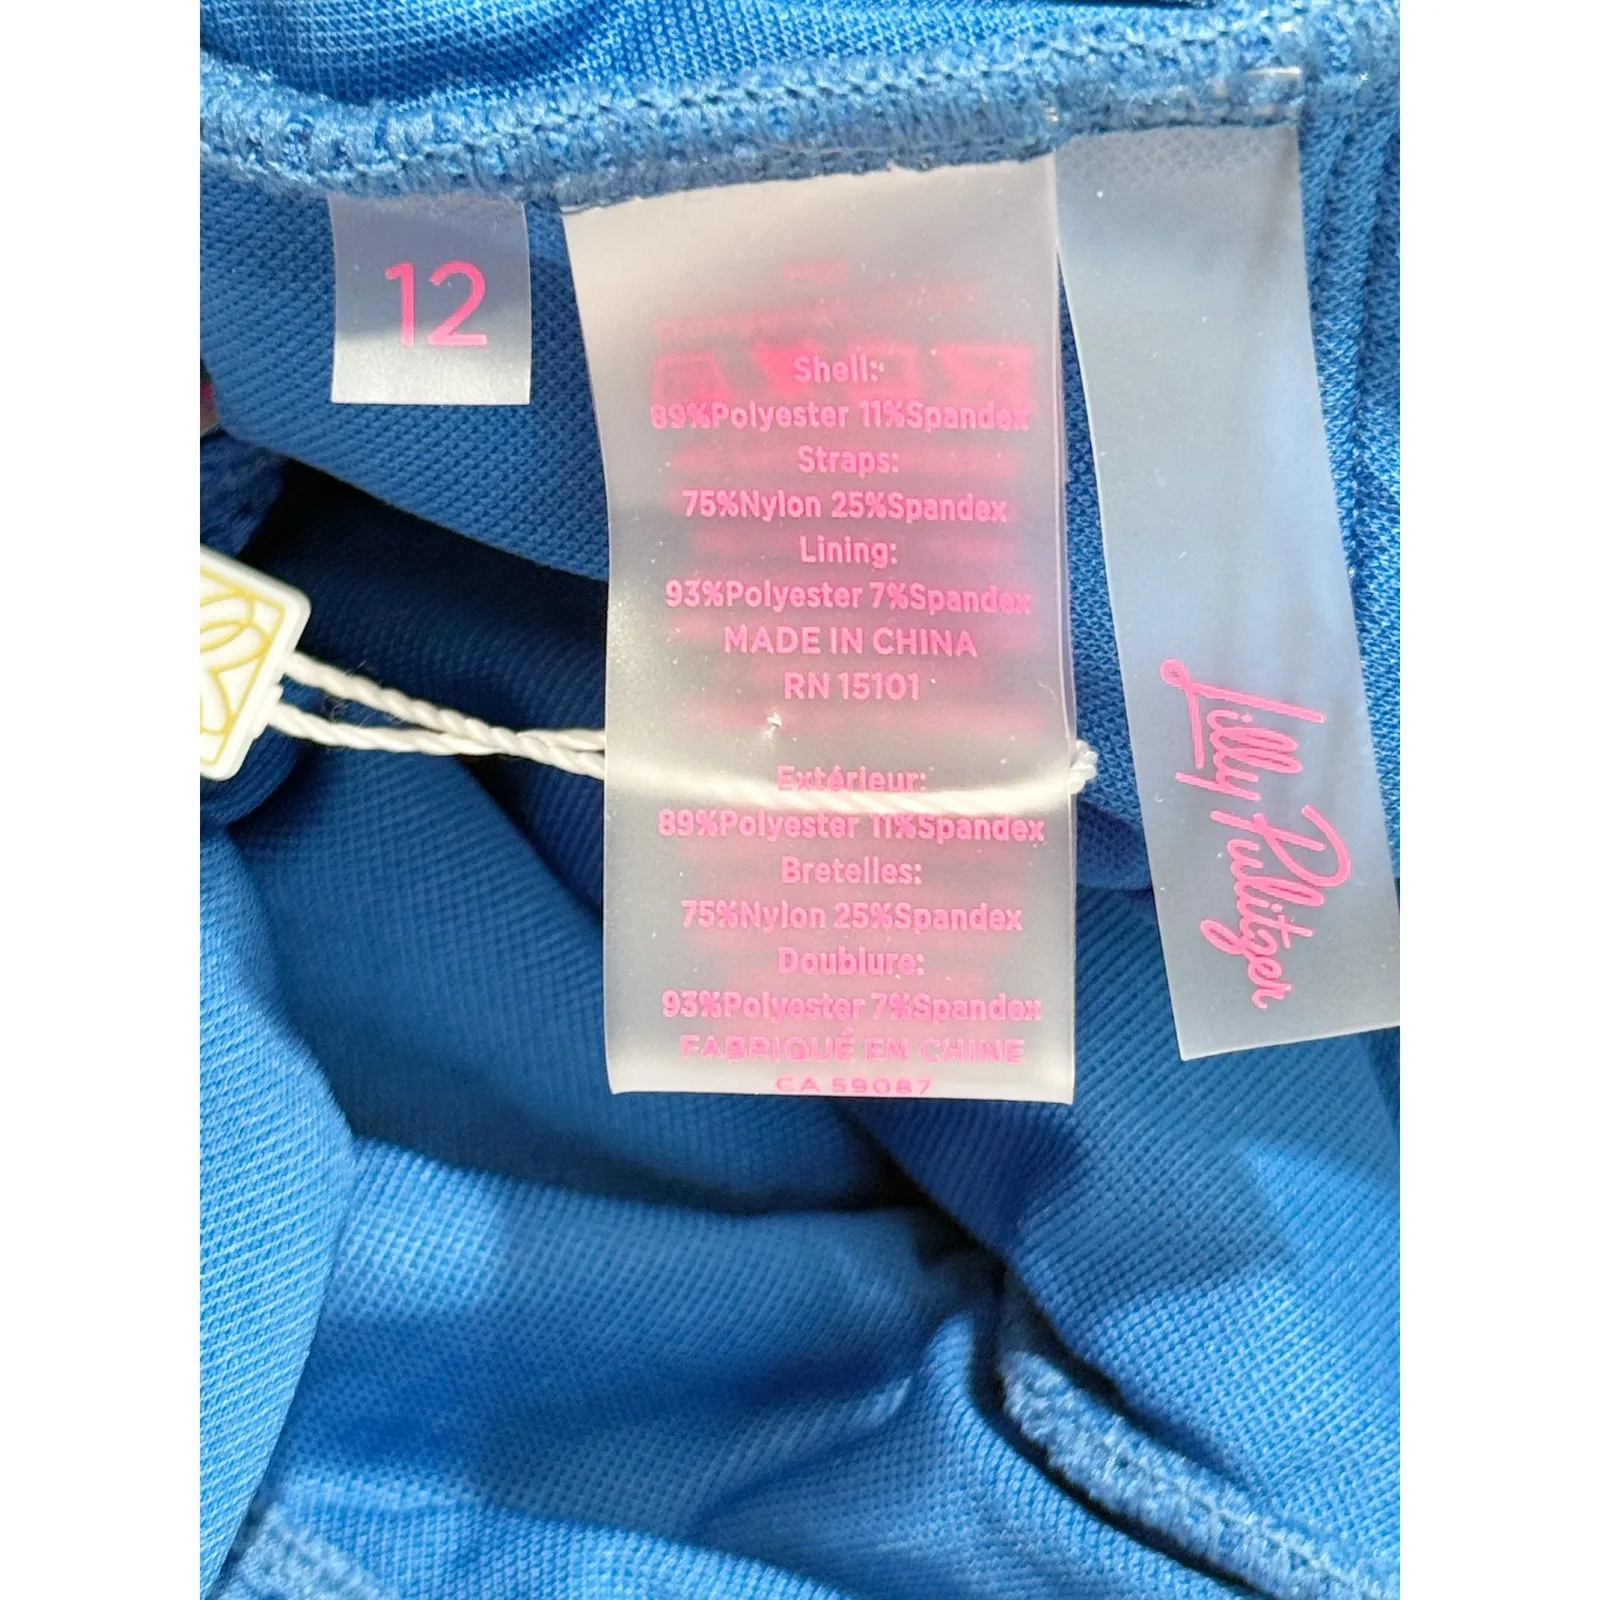 12
Shell:
89%Polyester 11%Spandex
Straps:
75%Nylon 25%Spandex
Lining:
93%Polyester 7%Spandex
MADE IN CHINA
RN 15101
Extérieur:
89%Polyester 11%Spandex
Bretelles:
75%Nylon 25%Spandex
Doublure:
93%Polyester 7%Spandex
FABRIQUÉ EN CHINE
CA 59087
Lilly Pulitzer